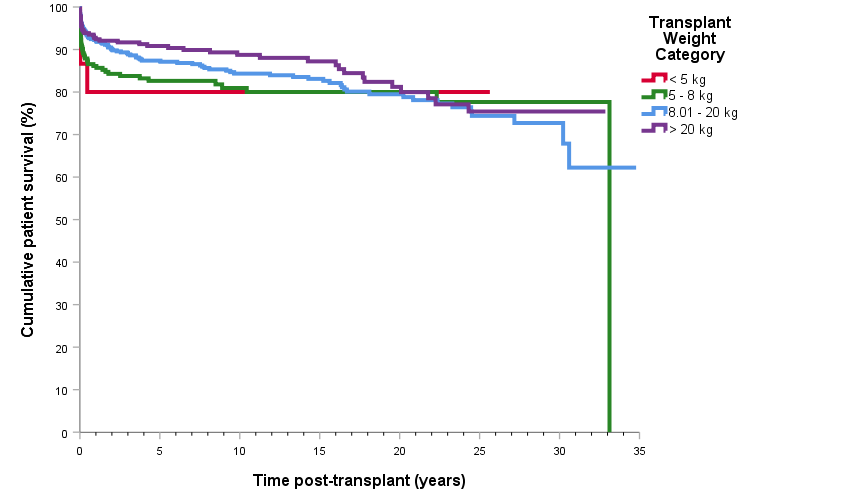 Transplant
Weight
Category
< 5 kg
5 - 8 kg
8.01 - 20 kg
> 20 kg
Cumulative patient survival (%)
100
90
80
70
60
50
40
30
20
10
0
0 5 10 15 20 25 30 35
Time post-transplant (years)